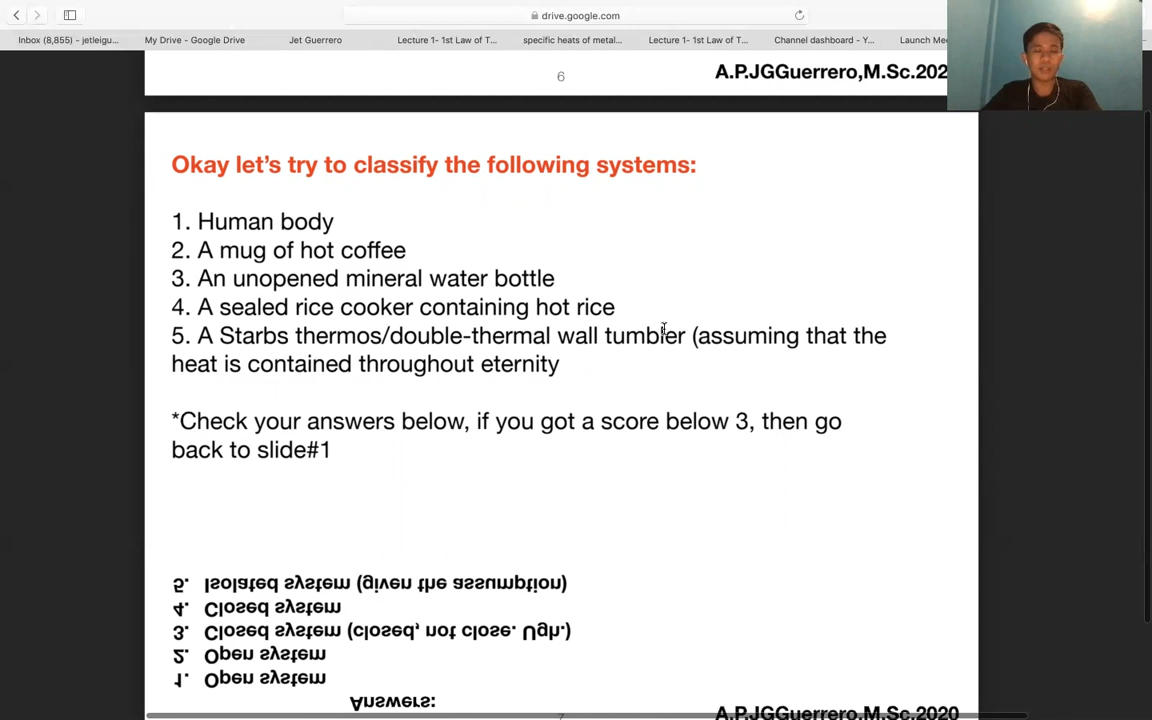 drive.google.com
Inbox (8,855) — jetleigu...
My Drive - Google Drive
Jet Guerrero
Lecture 1- 1st Law of T...
specific heats of metal...
Lecture 1- 1st Law of T...
Channel dashboard - Y...
Launch Mee
6
A.P.JGGuerrero,M.Sc.202
Okay let's try to classify the following systems:
1. Human body
2. A mug of hot coffee
3. An unopened mineral water bottle
4. A sealed rice cooker containing hot rice
5. A Starbs thermos/double-thermal wall tumbler (assuming that the
heat is contained throughout eternity
*Check your answers below, if you got a score below 3, then go
back to slide#1
Answers:
1. Open system
2. Open system
3. Closed system (closed, not close. Ugh.)
4. Closed system
5. Isolated system (given the assumption)
7
A.P.JGGuerrero,M.Sc.2020